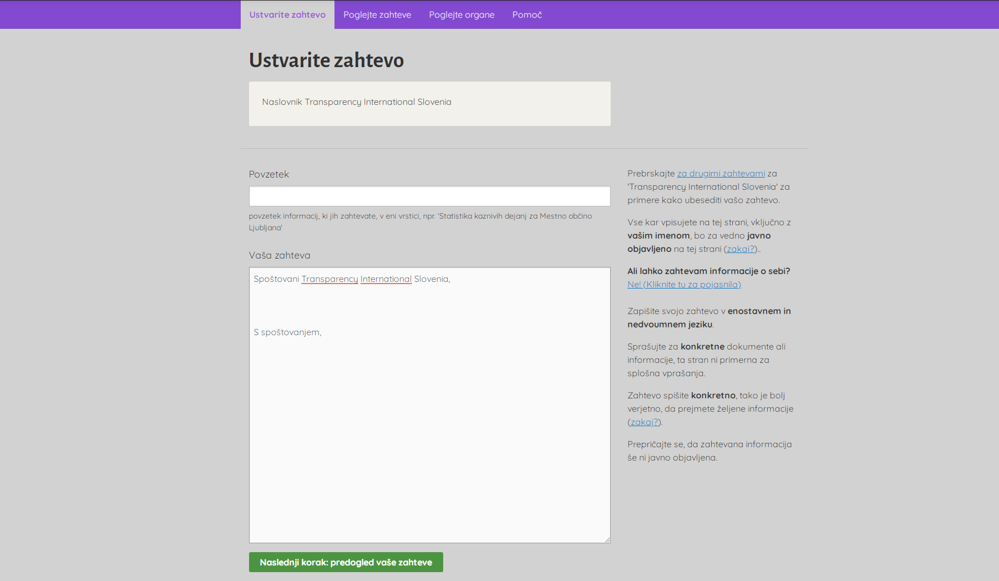 Ustvarite zahtevo
Poglejte zahteve
Poglejte organe
Pomoč
Ustvarite zahtevo
Naslovnik Transparency International Slovenia
Povzetek
povzetek informacij, ki jih zahtevate, v eni vrstici, npr. 'Statistika kaznivih dejanj za Mestno občino
Ljubljana'
Vaša zahteva
Spoštovani Transparency International Slovenia,
S spoštovanjem,
Naslednji korak: predogled vaše zahteve
Prebrskajte za drugimi zahtevami za
'Transparency International Slovenia' za
primere kako ubesediti vašo zahtevo.
Vse kar vpisujete na tej strani, vključno z
vašim imenom, bo za vedno javno
objavljeno na tej strani (zakaj?)..
Ali lahko zahtevam informacije o sebi?
Ne! (Kliknite tu za pojasnila)
Zapišite svojo zahtevo v enostavnem in
nedvoumnem jeziku.
Sprašujte za konkretne dokumente ali
informacije, ta stran ni primerna za
splošna vprašanja.
Zahtevo spišite konkretno, tako je bolj
verjetno, da prejmete željene informacije
(zakaj?).
Prepričajte se, da zahtevana informacija
še ni javno objavljena.